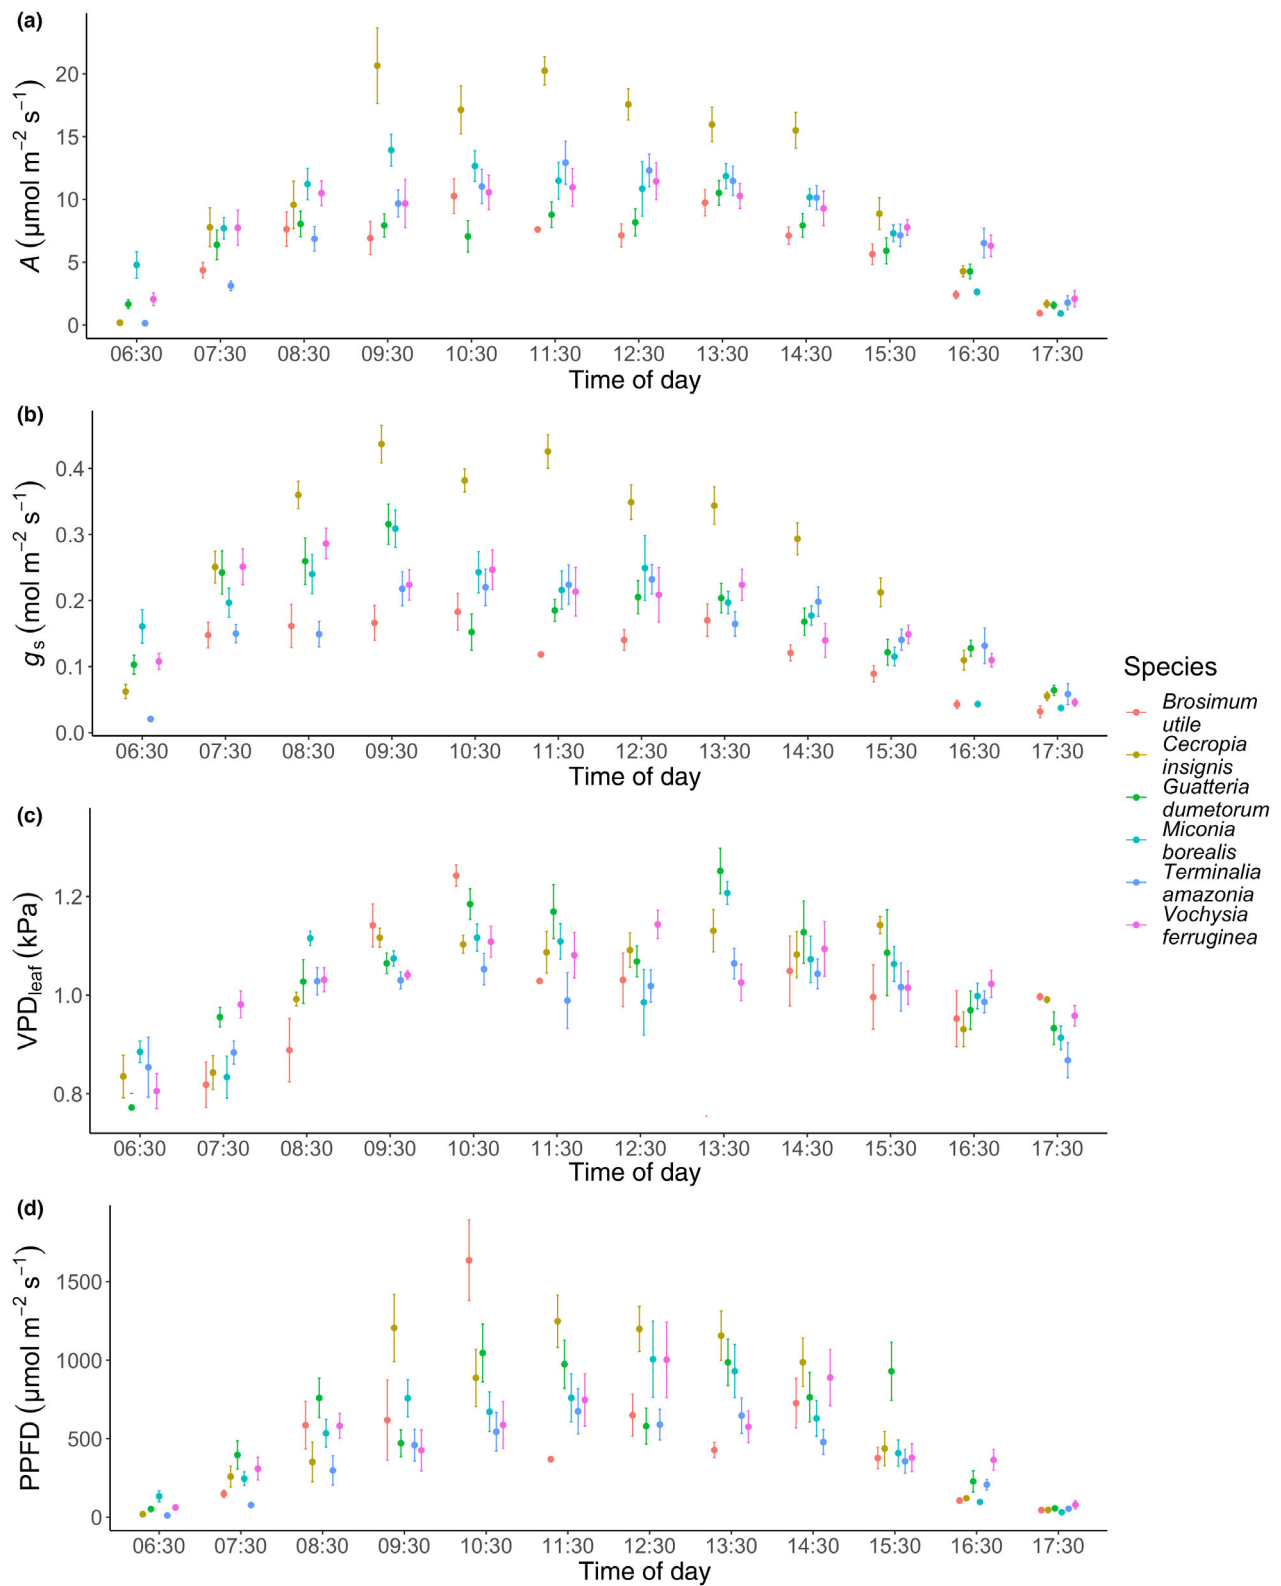 (a)
A (μmol m⁻² s⁻¹)
20
15
10
5
0
06:30 07:30 08:30 09:30 10:30 11:30 12:30 13:30 14:30 15:30 16:30 17:30
Time of day
(b)
gs (mol m⁻² s⁻¹)
0.4
0.3
0.2
0.1
0.0
06:30 07:30 08:30 09:30 10:30 11:30 12:30 13:30 14:30 15:30 16:30 17:30
Time of day
(c)
VPDleaf (kPa)
1.2
1.0
0.8
06:30 07:30 08:30 09:30 10:30 11:30 12:30 13:30 14:30 15:30 16:30 17:30
Time of day
(d)
PPFD (μmol m⁻² s⁻¹)
1500
1000
500
0
06:30 07:30 08:30 09:30 10:30 11:30 12:30 13:30 14:30 15:30 16:30 17:30
Time of day
Species
Brosimum
utile
Cecropia
insignis
Guatteria
dumetorum
Miconia
borealis
Terminalia
amazonia
Vochysia
ferruginea